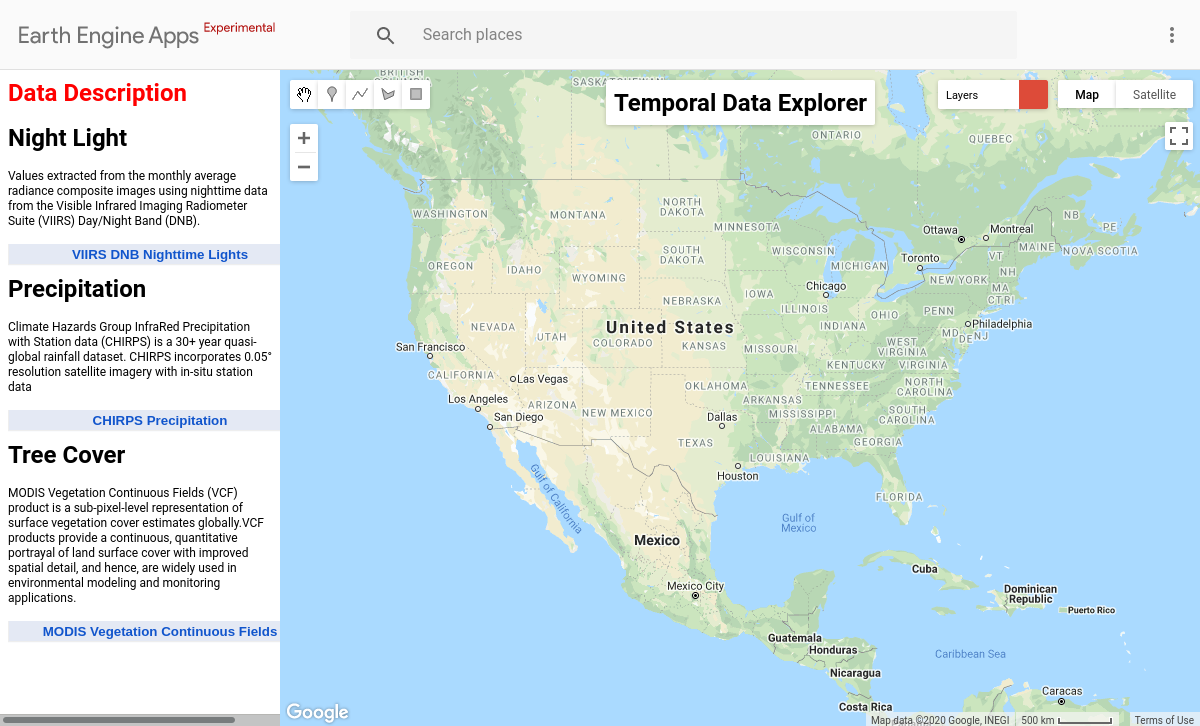 Earth Engine Apps Experimental
Search places
Data Description
Night Light
Values extracted from the monthly average
radiance composite images using nighttime data
from the Visible Infrared Imaging Radiometer
Suite (VIIRS) Day/Night Band (DNB).
VIIRS DNB Nighttime Lights
Precipitation
Climate Hazards Group InfraRed Precipitation
with Station data (CHIRPS) is a 30+ year quasi-
global rainfall dataset. CHIRPS incorporates 0.05°
resolution satellite imagery with in-situ station
data
CHIRPS Precipitation
Tree Cover
MODIS Vegetation Continuous Fields (VCF)
product is a sub-pixel-level representation of
surface vegetation cover estimates globally.VCF
products provide a continuous, quantitative
portrayal of land surface cover with improved
spatial detail, and hence, are widely used in
environmental modeling and monitoring
applications.
MODIS Vegetation Continuous Fields
Temporal Data Explorer
Layers
Map
Satellite
BRITISH
ONTARIO
QUEBEC
WASHINGTON
MONTANA
NORTH
DAKOTA
MINNESOTA
Ottawa
Montreal
NB
PE
NOVA SCOTIA
MAINE
OREGON
IDAHO
WYOMING
SOUTH
DAKOTA
WISCONSIN
MICHIGAN
Toronto
VT
NH
NEW YORK
MA
CT
RI
NEBRASKA
IOWA
Chicago
ILLINOIS
INDIANA
OHIO
PENN
Philadelphia
MD
DE
NJ
NEVADA
UTAH
United States
COLORADO
KANSAS
MISSOURI
WEST
VIRGINIA
KENTUCKY
VIRGINIA
San Francisco
CALIFORNIA
Las Vegas
Los Angeles
San Diego
ARIZONA
NEW MEXICO
OKLAHOMA
ARKANSAS
TENNESSEE
NORTH
CAROLINA
SOUTH
CAROLINA
MISSISSIPPI
ALABAMA
GEORGIA
Dallas
TEXAS
LOUISIANA
Houston
FLORIDA
Gulf of California
Gulf of
Mexico
Mexico
Mexico City
Cuba
Dominican
Republic
Puerto Rico
Guatemala
Honduras
Nicaragua
Caribbean Sea
Costa Rica
Caracas
Google
Map data ©2020 Google, INEGI
500 km
Terms of Use